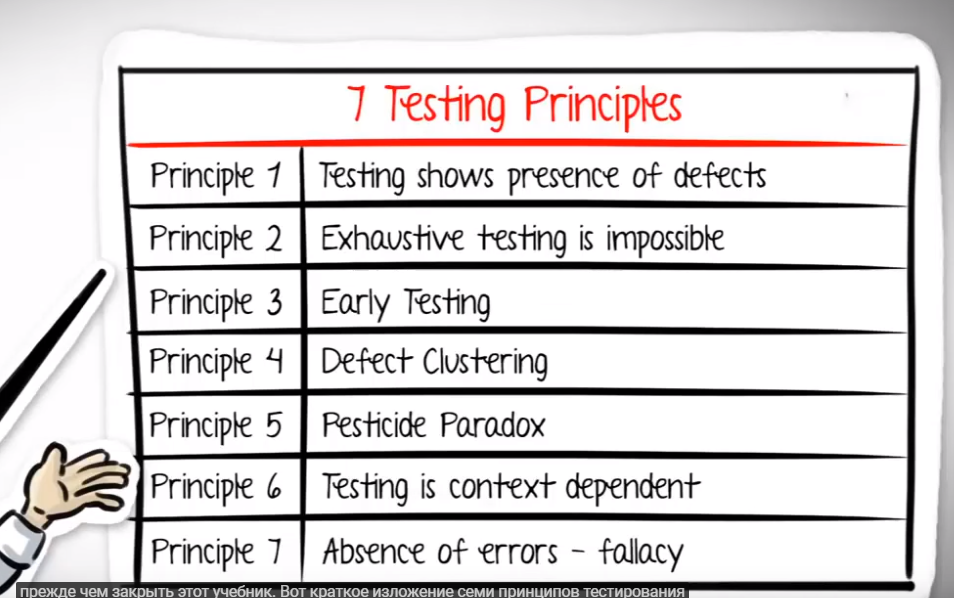 7 Testing Principles
Principle 1 Testing shows presence of defects
Principle 2 Exhaustive testing is impossible
Principle 3 Early Testing
Principle 4 Defect Clustering
Principle 5 Pesticide Paradox
Principle 6 Testing is context dependent
Principle 7 Absence of errors - fallacy
прежде чем закрыть этот учебник. Вот краткое изложение семи принципов тестирования